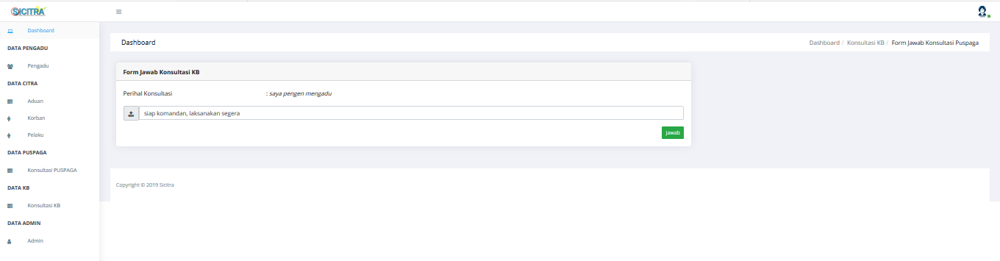 SICITRA
Dashboard
DATA PENGADU
Pengadu
DATA CITRA
Aduan
Korban
Pelaku
DATA PUSPAGA
Konsultasi PUSPAGA
DATA KB
Konsultasi KB
DATA ADMIN
Admin
Dashboard
Dashboard / Konsultasi KB / Form Jawab Konsultasi Puspaga
Form Jawab Konsultasi KB
Perihal Konsultasi : saya pengen mengadu
siap komandan, laksanakan segera
Jawab
Copyright © 2019 Sicitra